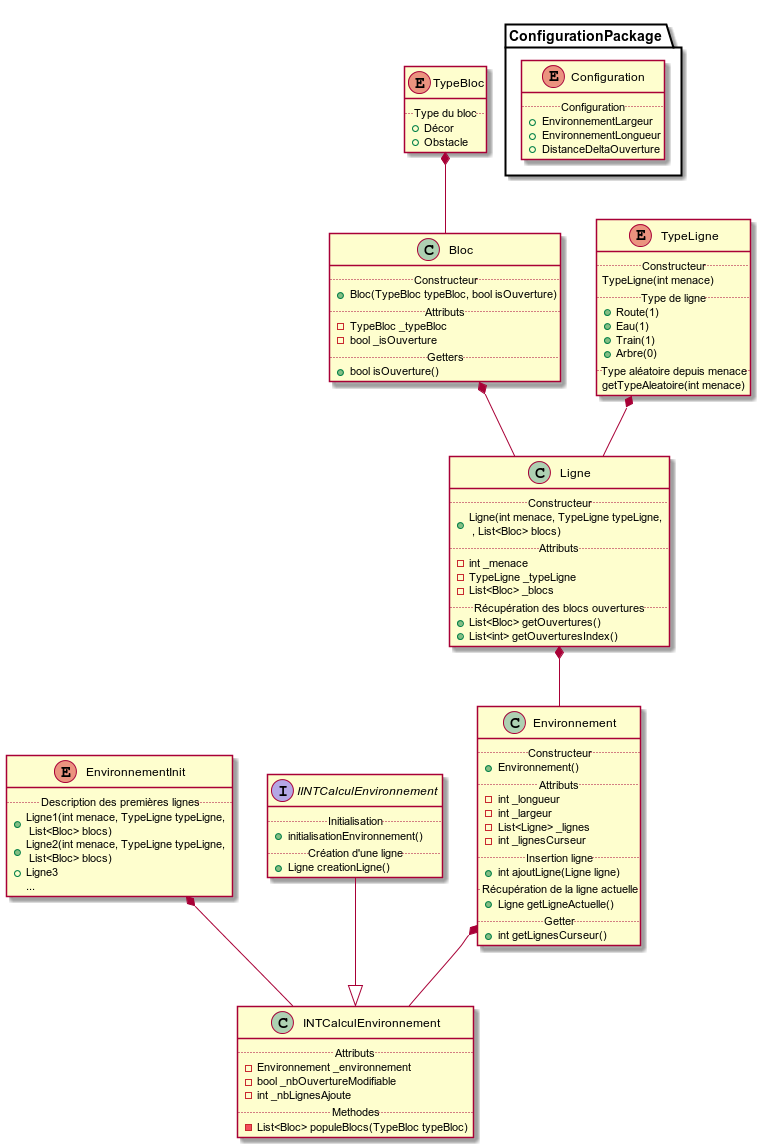 ConfigurationPackage
E Configuration
Configuration
EnvironnementLargeur
EnvironnementLongueur
DistanceDeltaOuverture
E TypeBloc
Type du bloc
Décor
Obstacle
C Bloc
Constructeur
Bloc(TypeBloc typeBloc, bool isOuverture)
Attributs
TypeBloc _typeBloc
bool _isOuverture
Getters
bool isOuverture()
E TypeLigne
Constructeur
TypeLigne(int menace)
Type de ligne
Route(1)
Eau(1)
Train(1)
Arbre(0)
Type aléatoire depuis menace
getTypeAleatoire(int menace)
C Ligne
Constructeur
Ligne(int menace, TypeLigne typeLigne,
, List<Bloc> blocs)
Attributs
int _menace
TypeLigne _typeLigne
List<Bloc> _blocs
Récupération des blocs ouvertures
List<Bloc> getOuvertures()
List<int> getOuverturesIndex()
E EnvironnementInit
Description des premières lignes
Ligne1(int menace, TypeLigne typeLigne,
List<Bloc> blocs)
Ligne2(int menace, TypeLigne typeLigne,
List<Bloc> blocs)
Ligne3
...
I IINTCalculEnvironnement
Initialisation
initialisationEnvironnement()
Création d'une ligne
Ligne creationLigne()
C Environnement
Constructeur
Environnement()
Attributs
int _longueur
int _largeur
List<Ligne> _lignes
int _lignesCurseur
Insertion ligne
int ajoutLigne(Ligne ligne)
Récupération de la ligne actuelle
Ligne getLigneActuelle()
Getter
int getLignesCurseur()
C INTCalculEnvironnement
Attributs
Environnement _environnement
bool _nbOuvertureModifiable
int _nbLignesAjoute
Methodes
List<Bloc> populeBlocs(TypeBloc typeBloc)